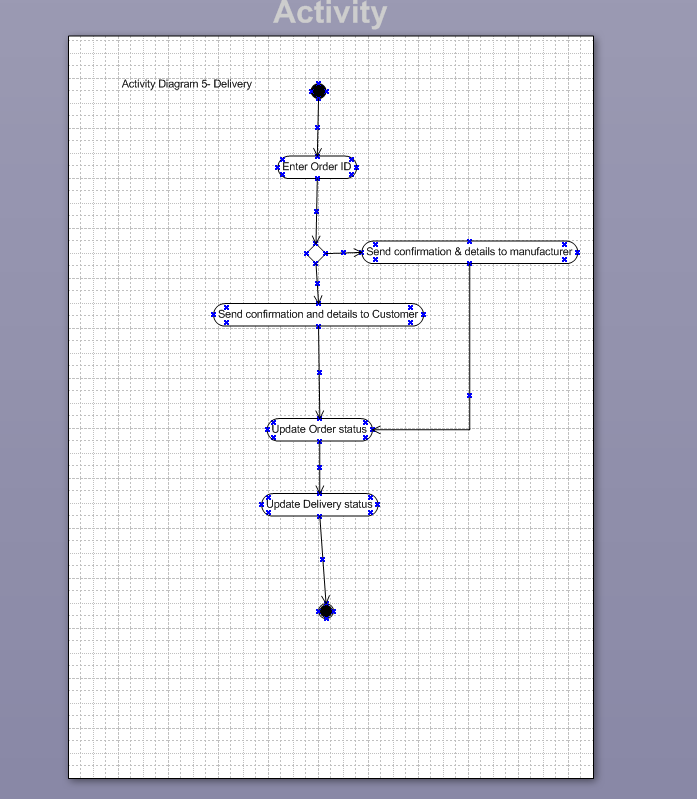 Activity
Activity Diagram 5- Delivery
Enter Order ID
Send confirmation & details to manufacturer
Send confirmation and details to Customer
Update Order status
Update Delivery status